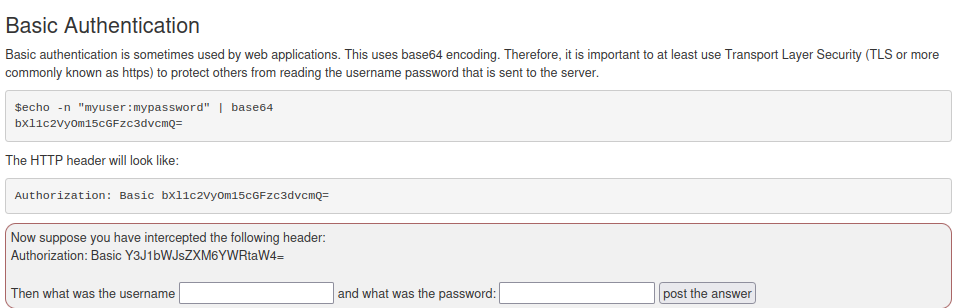 Basic Authentication
Basic authentication is sometimes used by web applications. This uses base64 encoding. Therefore, it is important to at least use Transport Layer Security (TLS or more
commonly known as https) to protect others from reading the username password that is sent to the server.
$echo -n "myuser:mypassword" | base64
bXl1c2VyOm15cGFzc3dvcmQ=
The HTTP header will look like:
Authorization: Basic bXl1c2VyOm15cGFzc3dvcmQ=
Now suppose you have intercepted the following header:
Authorization: Basic Y3J1bWJsZXM6YWRtaW4=
Then what was the username and what was the password: post the answer